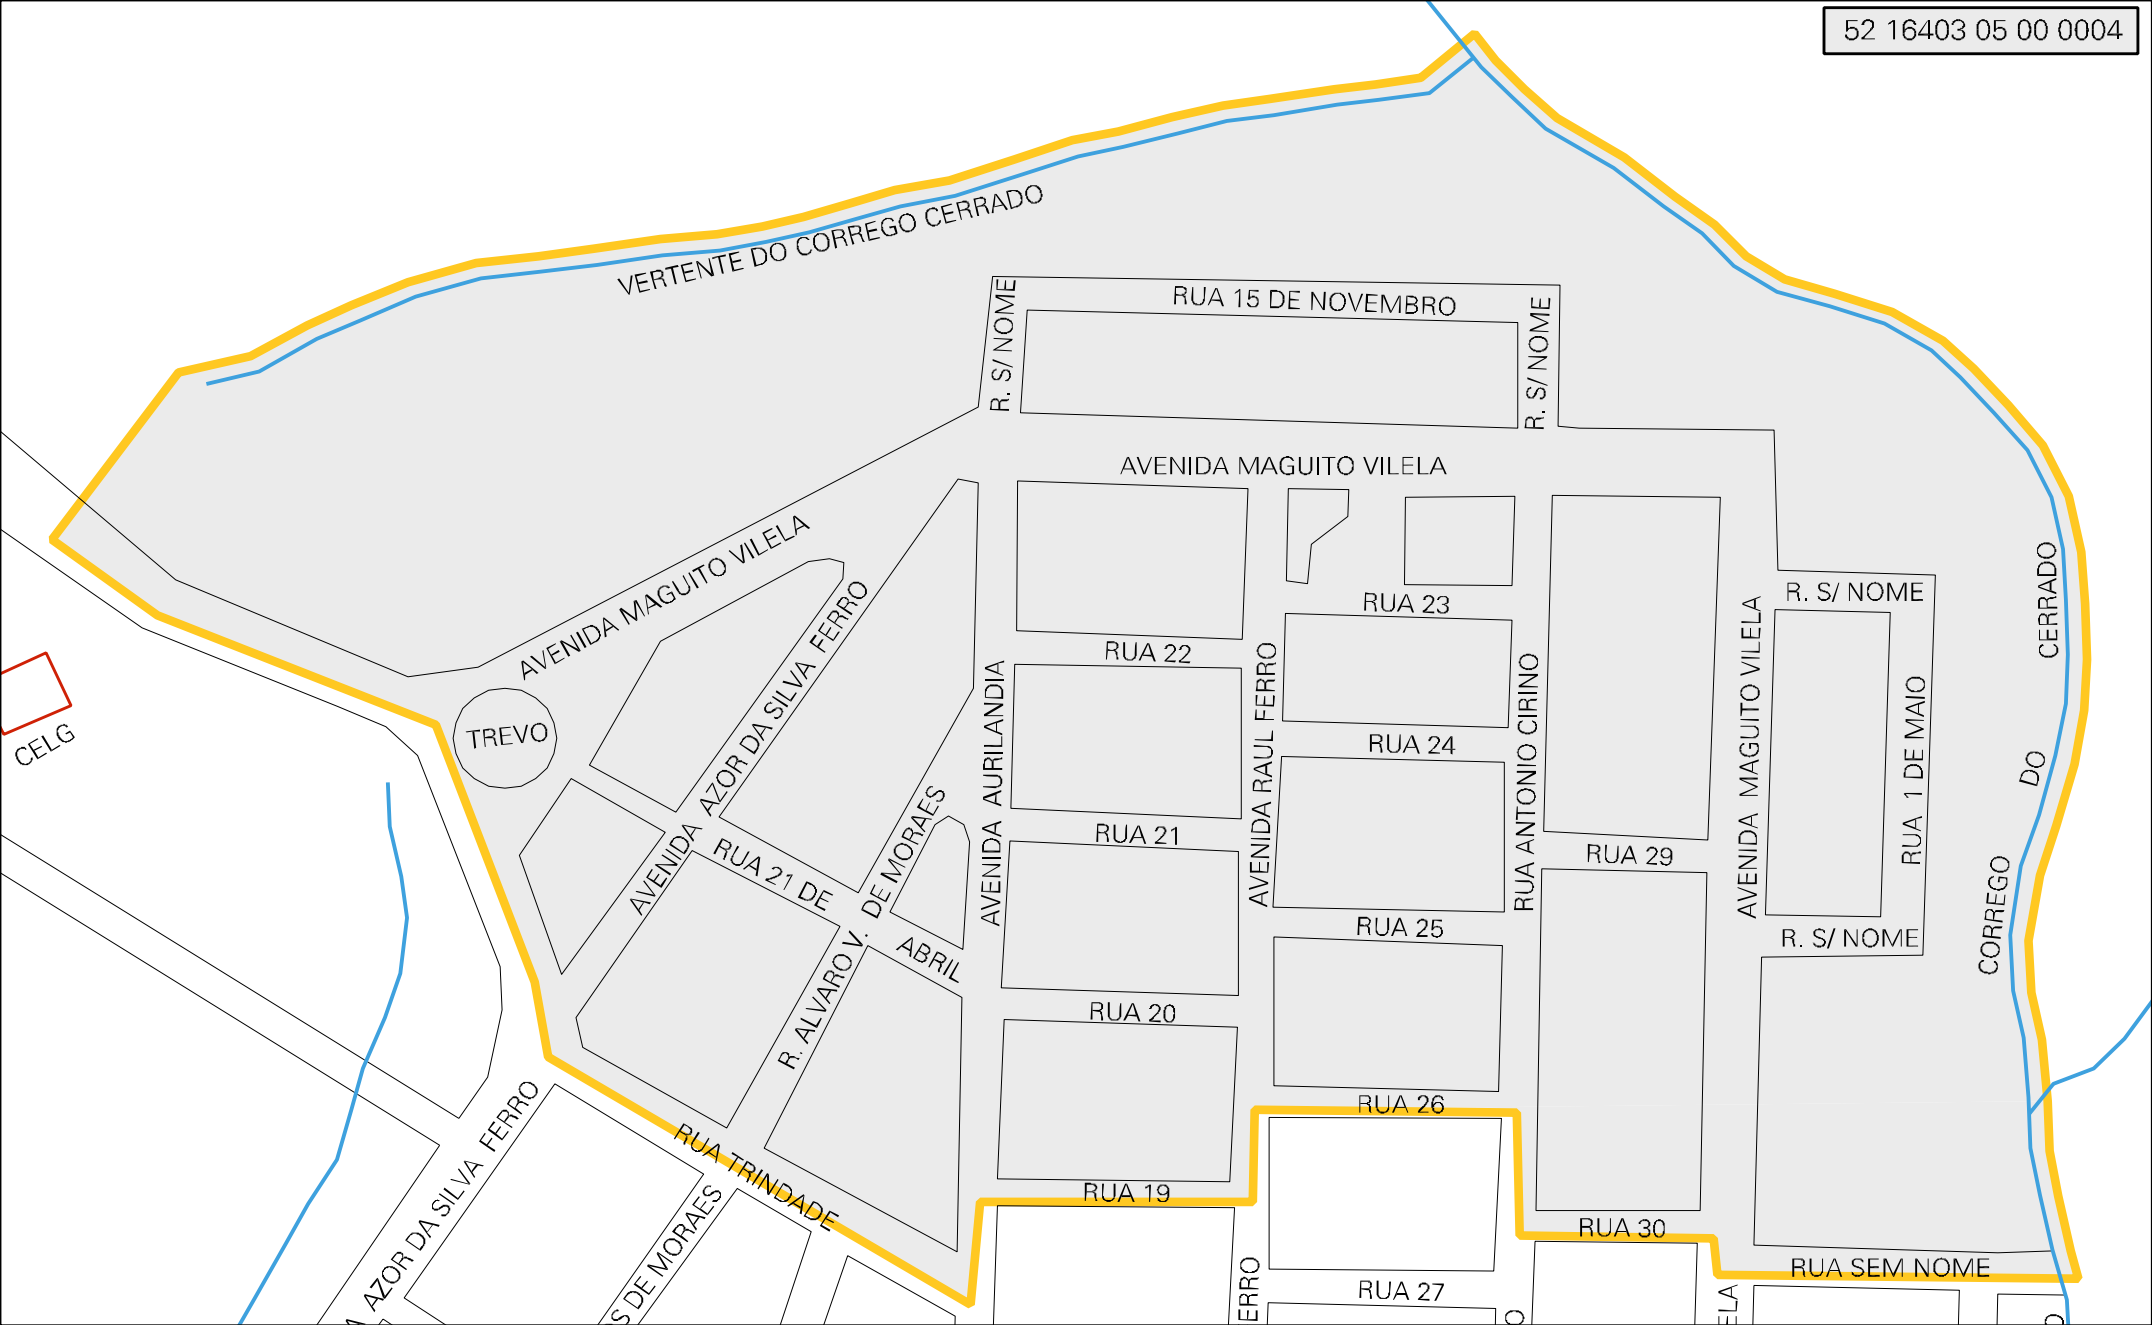 52 16403 05 00 0004
VERTENTE DO CORREGO CERRADO
R. S/ NOME
RUA 15 DE NOVEMBRO
R. S/ NOME
AVENIDA MAGUITO VILELA
AVENIDA MAGUITO VILELA
AVENIDA AZOR DA SILVA FERRO
TREVO
CELG
RUA 21 DE ABRIL
R. ALVARO V. DE MORAES
AVENIDA AURILANDIA
RUA 22
RUA 23
AVENIDA RAUL FERRO
RUA 24
RUA 21
RUA ANTONIO CIRINO
RUA 29
AVENIDA MAGUITO VILELA
R. S/ NOME
RUA 1 DE MAIO
R. S/ NOME
CORREGO DO CERRADO
RUA 25
RUA 20
RUA 26
RUA 19
RUA TRINDADE
RUA 30
RUA SEM NOME
RUA 27
A AZOR DA SILVA FERRO
S DE MORAES
ERRO
O
ELA
O